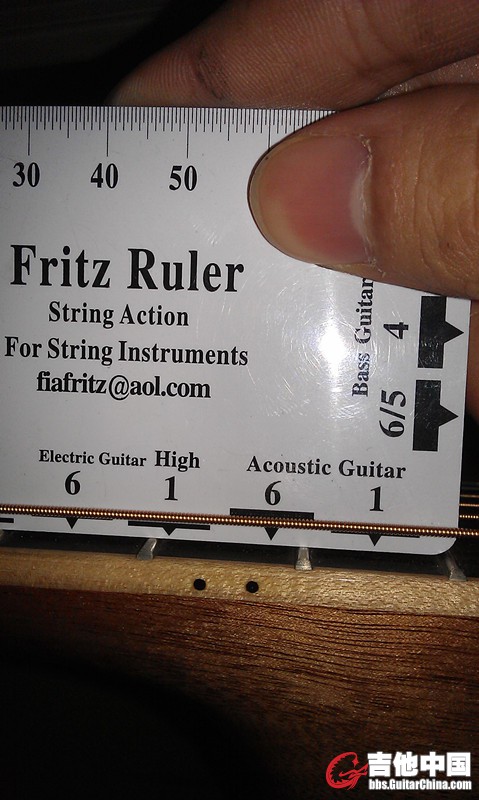 30 40 50
Fritz Ruler
String Action
For String Instruments
fiafritz@aol.com
Bass Guitar
4
6/5
Electric Guitar High
6 1
Acoustic Guitar
6 1
吉他中国
bbs.GuitarChina.com